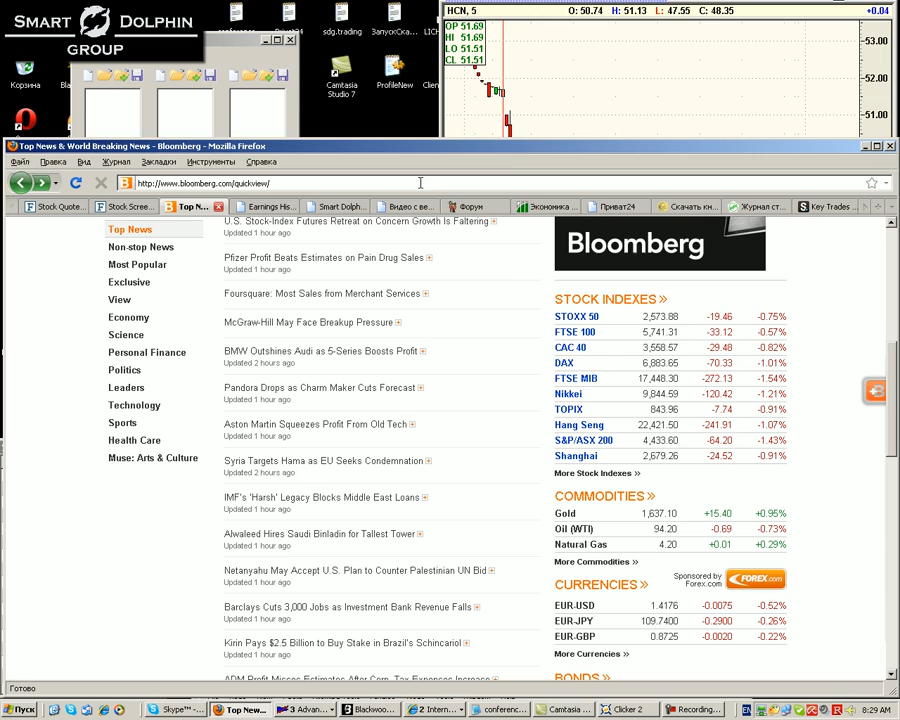 SMART DOLPHIN
GROUP
sdg.trading
Корзина
Camtasia
Studio 7
ProfileNew
HCN, 5
O: 50.74 H: 51.13 L: 47.55 C: 48.35
+0.04
OP 51.69
HI 51.69
LO 51.51
CL 51.51
53.00
52.00
51.00
Top News & World Breaking News - Bloomberg - Mozilla Firefox
Файл Правка Вид Журнал Закладки Инструменты Справка
http://www.bloomberg.com/quickview/
Stock Quote... Stock Scree... Top N... Earnings His... Smart Dolph... Видео с ве... Форум Экономика ... Приват24 Скачать кн... Журнал ст... Key Trades ...
Top News
Non-stop News
Most Popular
Exclusive
View
Economy
Science
Personal Finance
Politics
Leaders
Technology
Sports
Health Care
Muse: Arts & Culture
U.S. Stock-Index Futures Retreat on Concern Growth Is Faltering
Updated 1 hour ago
Pfizer Profit Beats Estimates on Pain Drug Sales
Updated 1 hour ago
Foursquare: Most Sales from Merchant Services
McGraw-Hill May Face Breakup Pressure
BMW Outshines Audi as 5-Series Boosts Profit
Updated 2 hours ago
Pandora Drops as Charm Maker Cuts Forecast
Updated 1 hour ago
Aston Martin Squeezes Profit From Old Tech
Updated 1 hour ago
Syria Targets Hama as EU Seeks Condemnation
Updated 2 hours ago
IMF's 'Harsh' Legacy Blocks Middle East Loans
Updated 1 hour ago
Alwaleed Hires Saudi Binladin for Tallest Tower
Updated 1 hour ago
Netanyahu May Accept U.S. Plan to Counter Palestinian UN Bid
Updated 1 hour ago
Barclays Cuts 3,000 Jobs as Investment Bank Revenue Falls
Updated 1 hour ago
Kirin Pays $2.5 Billion to Buy Stake in Brazil's Schincariol
Updated 1 hour ago
ADM Profit Misses Estimates After Corn, Tax Expenses Increase
Bloomberg
STOCK INDEXES »
STOXX 50 2,573.88 -19.46 -0.75%
FTSE 100 5,741.31 -33.12 -0.57%
CAC 40 3,558.57 -29.48 -0.82%
DAX 6,883.65 -70.33 -1.01%
FTSE MIB 17,448.30 -272.13 -1.54%
Nikkei 9,844.59 -120.42 -1.21%
TOPIX 843.96 -7.74 -0.91%
Hang Seng 22,421.50 -241.91 -1.07%
S&P/ASX 200 4,433.60 -64.20 -1.43%
Shanghai 2,679.26 -24.52 -0.91%
More Stock Indexes »
COMMODITIES »
Gold 1,637.10 +15.40 +0.95%
Oil (WTI) 94.20 -0.69 -0.73%
Natural Gas 4.20 +0.01 +0.29%
More Commodities »
CURRENCIES »
Sponsored by
Forex.com
FOREX.com
EUR-USD 1.4176 -0.0075 -0.52%
EUR-JPY 109.7400 -0.2900 -0.26%
EUR-GBP 0.8725 -0.0020 -0.22%
More Currencies »
BONDS »
Готово
Пуск Skype™ -... Top New... 3 Advan... Blackwoo... 2 Intern... conferenc... Camtasia ... Clicker 2 Recording... EN 8:29 AM